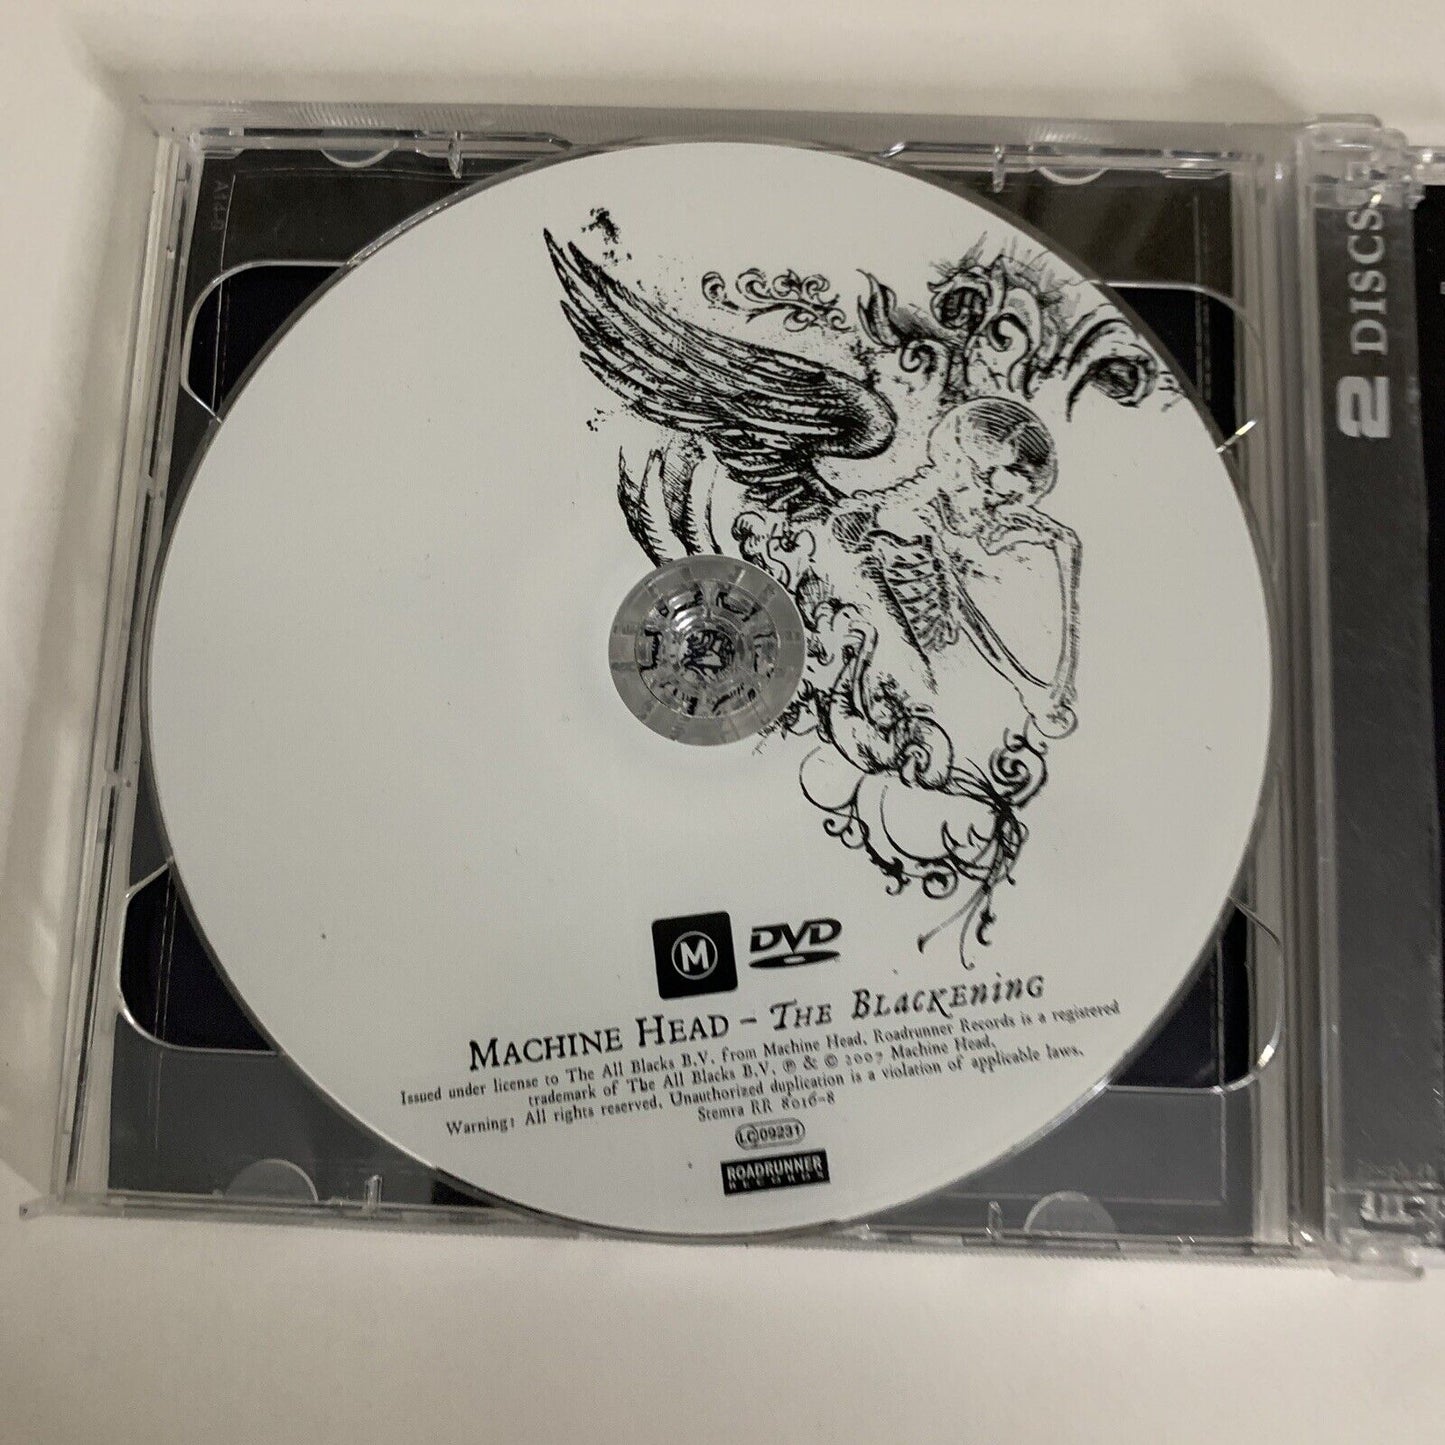 2 DISCS
M
DVD
MACHINE HEAD – THE BLACKENING
Issued under license to The All Blacks B.V. from Machine Head. Roadrunner Records is a registered
trademark of The All Blacks B.V. ℗ & © 2007 Machine Head.
Warning: All rights reserved. Unauthorized duplication is a violation of applicable laws.
Stemra RR 8016-8
LC 09231
ROADRUNNER
RECORDS